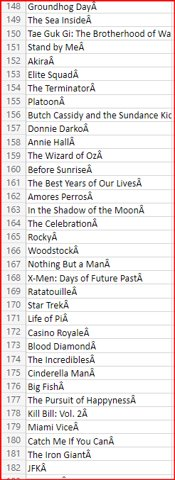 148 Groundhog DayÂ
149 The Sea InsideÂ
150 Tae Guk Gi: The Brotherhood of Wa
151 Stand by MeÂ
152 AkiraÂ
153 Elite SquadÂ
154 The TerminatorÂ
155 PlatoonÂ
156 Butch Cassidy and the Sundance Kid
157 Donnie DarkoÂ
158 Annie HallÂ
159 The Wizard of OzÂ
160 Before SunriseÂ
161 The Best Years of Our LivesÂ
162 Amores PerrosÂ
163 In the Shadow of the MoonÂ
164 The CelebrationÂ
165 RockyÂ
166 WoodstockÂ
167 Nothing But a ManÂ
168 X-Men: Days of Future PastÂ
169 RatatouilleÂ
170 Star TrekÂ
171 Life of PiÂ
172 Casino RoyaleÂ
173 Blood DiamondÂ
174 The IncrediblesÂ
175 Cinderella ManÂ
176 Big FishÂ
177 The Pursuit of HappynessÂ
178 Kill Bill: Vol. 2Â
179 Miami ViceÂ
180 Catch Me If You CanÂ
181 The Iron GiantÂ
182 JFKÂ